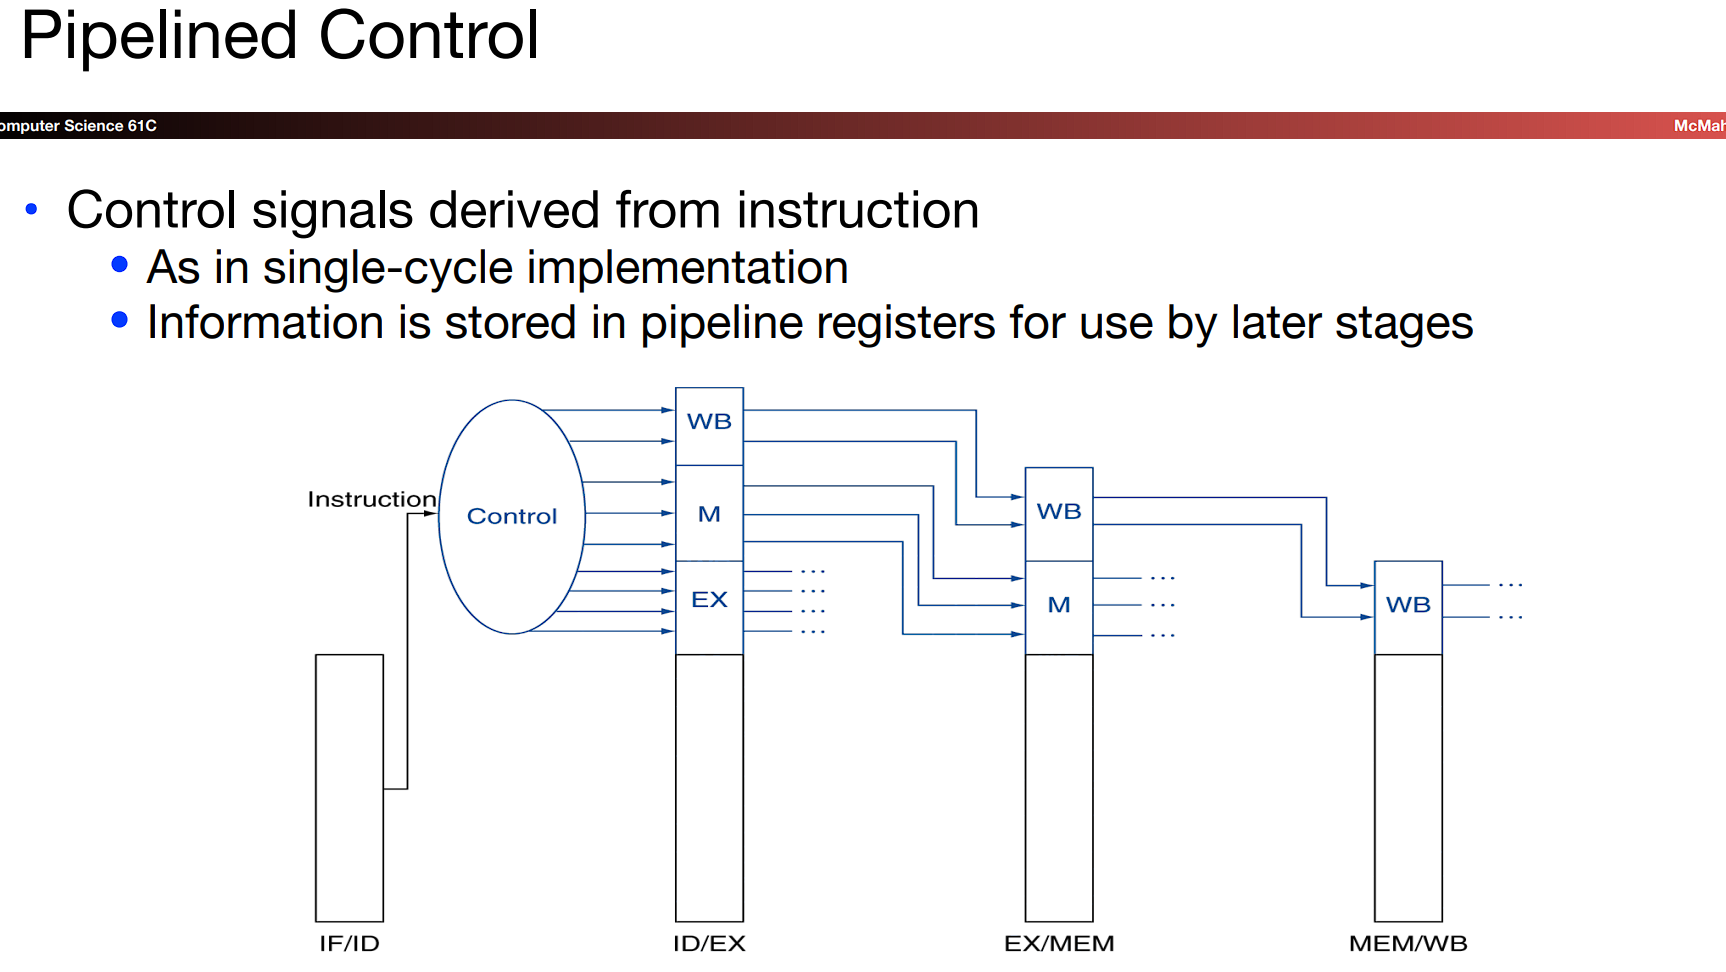 Pipelined Control
omputer Science 61C
McMah
• Control signals derived from instruction
• As in single-cycle implementation
• Information is stored in pipeline registers for use by later stages
WB
Instruction
Control
M
WB
EX
M
WB
IF/ID
ID/EX
EX/MEM
MEM/WB